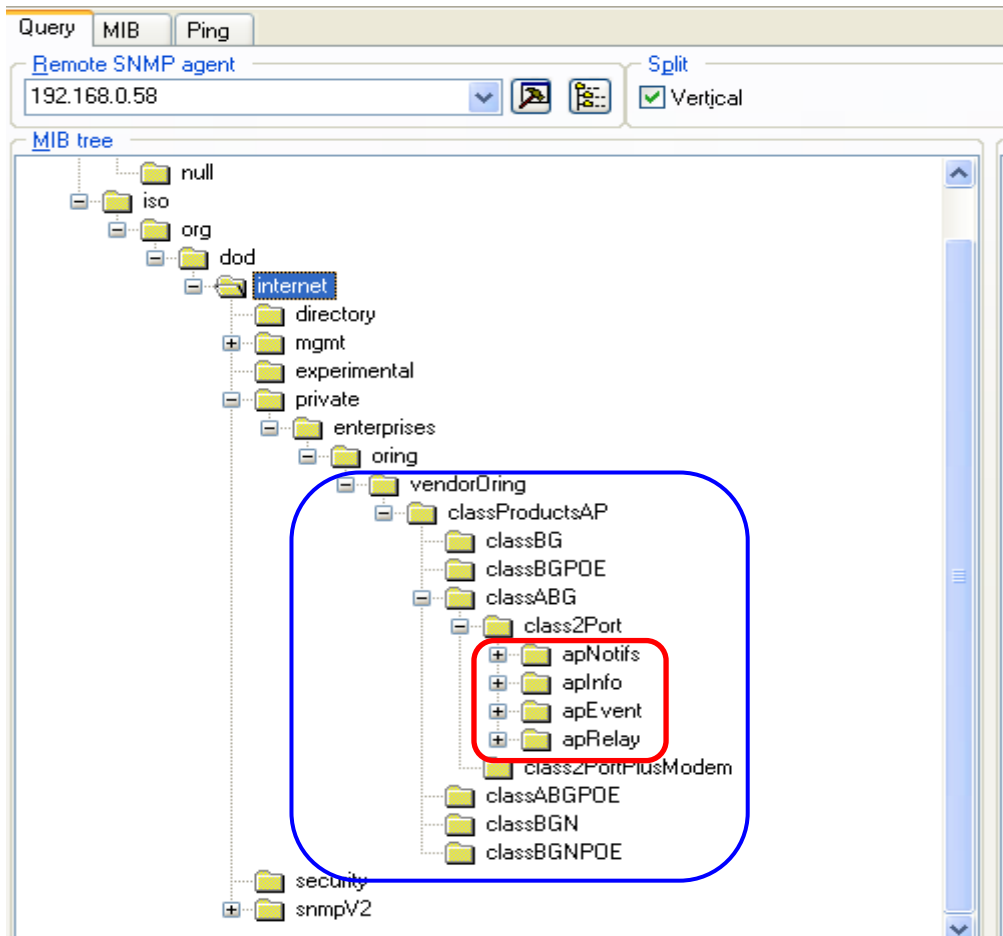 Query MIB Ping
Remote SNMP agent
Split
192.168.0.58
Vertical
MIB tree
null
iso
org
dod
internet
directory
mgmt
experimental
private
enterprises
oring
vendorOring
classProductsAP
classBG
classBGPOE
classABG
class2Port
apNotifs
apInfo
apEvent
apRelay
class2PortPlusModem
classABGPOE
classBGN
classBGNPOE
security
snmpV2